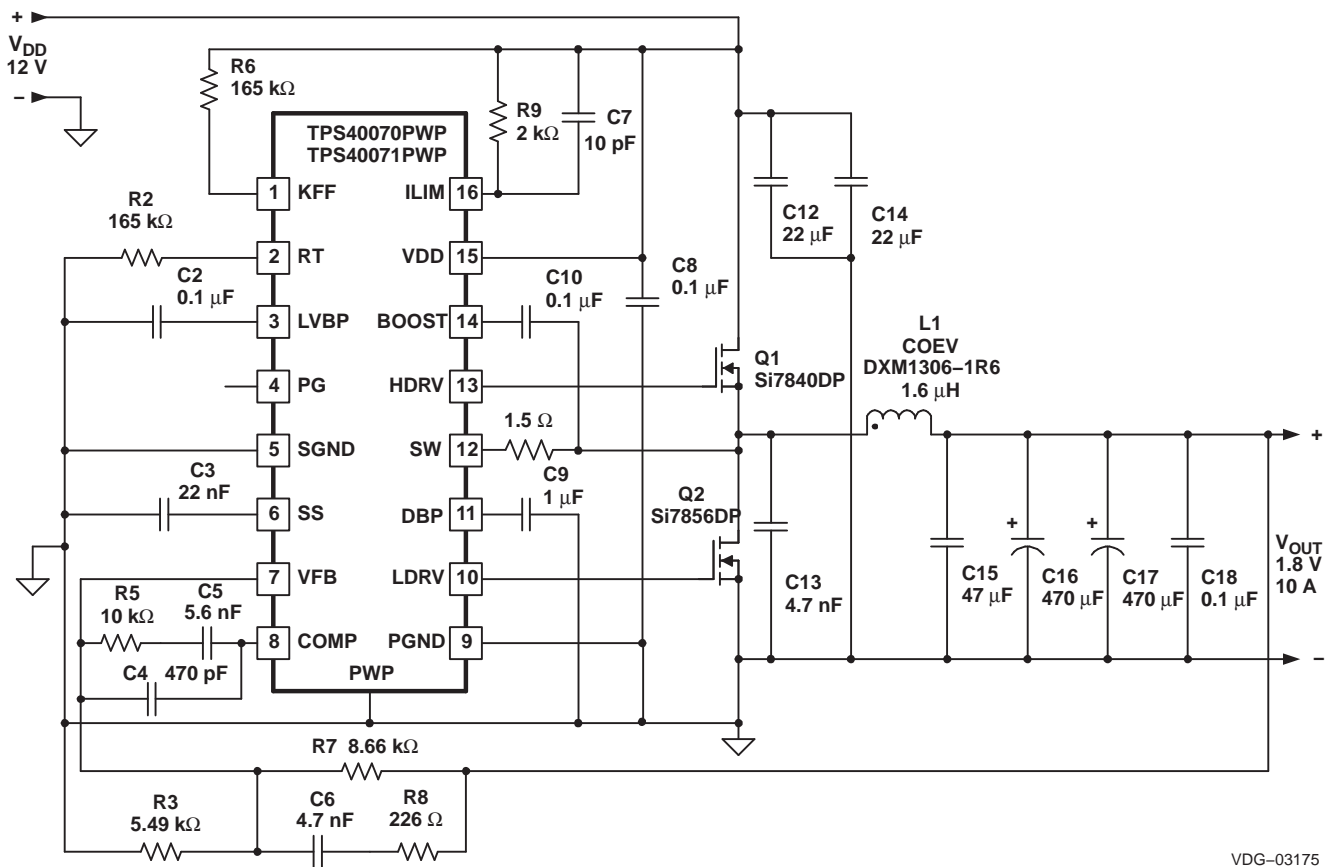 +
V_DD
12 V
−
R6
165 kΩ
R9
2 kΩ
C7
10 pF
TPS40070PWP
TPS40071PWP
1 KFF
ILIM 16
R2
165 kΩ
C12
22 μF
C14
22 μF
2 RT
VDD 15
C2
0.1 μF
C10
0.1 μF
C8
0.1 μF
3 LVBP
BOOST 14
L1
COEV
DXM1306−1R6
1.6 μH
Q1
Si7840DP
4 PG
HDRV 13
1.5 Ω
5 SGND
SW 12
+
C3
22 nF
C9
1 μF
Q2
Si7856DP
6 SS
DBP 11
+
+
V_OUT
1.8 V
10 A
7 VFB
LDRV 10
C13
4.7 nF
C15
47 μF
C16
470 μF
C17
470 μF
C18
0.1 μF
R5
10 kΩ
C5
5.6 nF
8 COMP
PGND 9
−
C4
470 pF
PWP
R7 8.66 kΩ
R3
5.49 kΩ
C6
4.7 nF
R8
226 Ω
VDG−03175